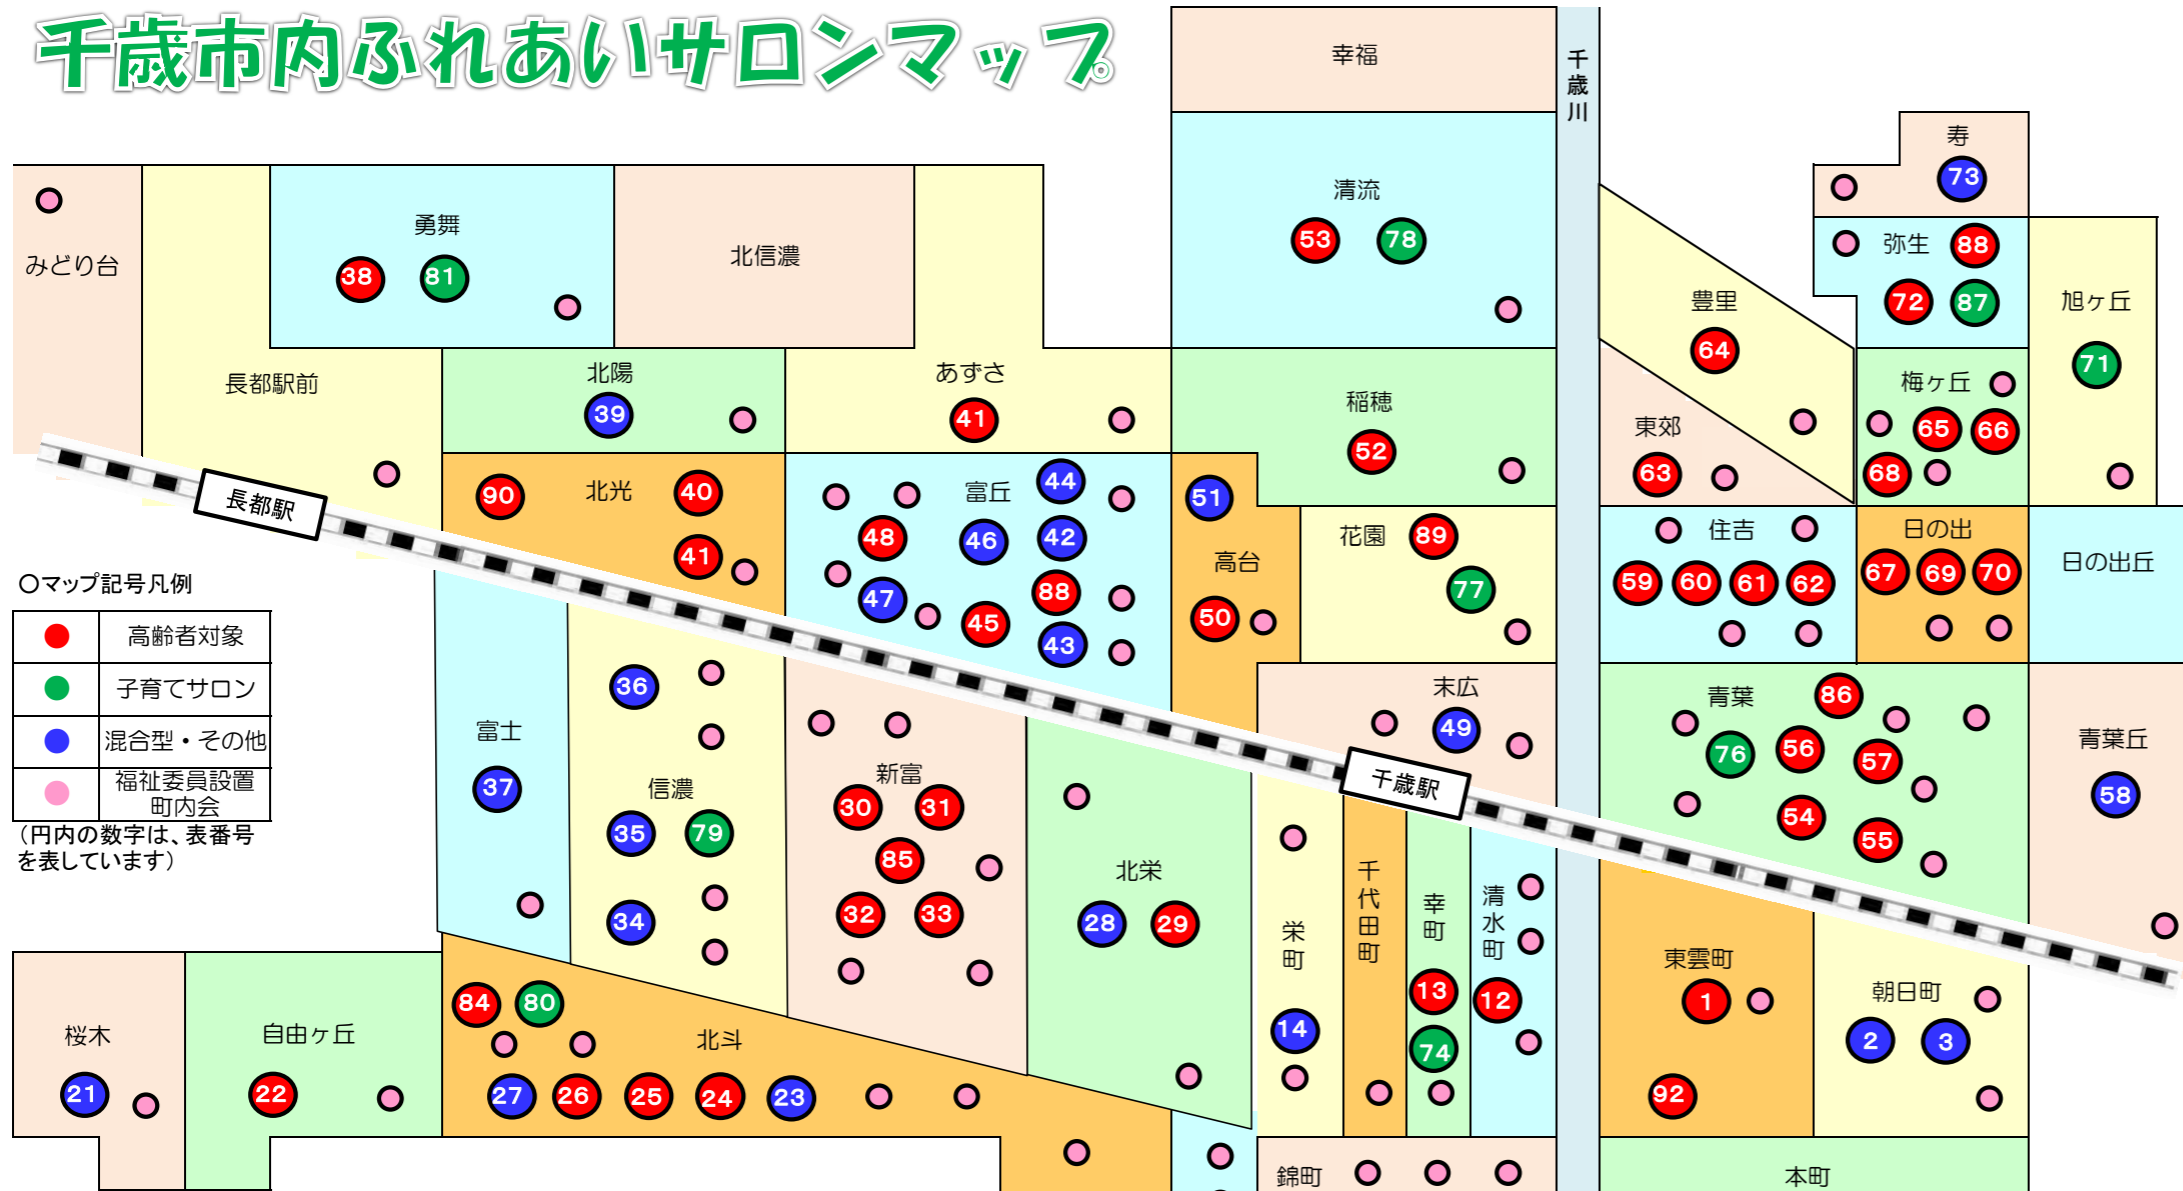 千歳市内ふれあいサロンマップ
幸福
千歳川
寿
73
みどり台
勇舞
38 81
北信濃
清流
53 78
弥生 88
72 87
豊里
64
旭ヶ丘
71
長都駅前
北陽
39
あずさ
41
稲穂
52
東郊
63
梅ヶ丘
65 66
68
長都駅
90 北光 40
41
富丘 44
48 46 42
47 45 88
43
51
高台
50
花園 89
77
住吉
59 60 61 62
日の出
67 69 70
日の出丘
〇マップ記号凡例
高齢者対象
子育てサロン
混合型・その他
福祉委員設置
町内会
（円内の数字は、表番号
を表しています）
富士
37
36
信濃
35 79
34
新富
30 31
85
32 33
北栄
28 29
末広
49
千歳駅
青葉 86
76 56 57
54 55
青葉丘
58
栄町
14
千代田町
幸町
13
74
清水町
12
東雲町
1
92
朝日町
2 3
桜木
21
自由ヶ丘
22
84 80
北斗
27 26 25 24 23
錦町
本町